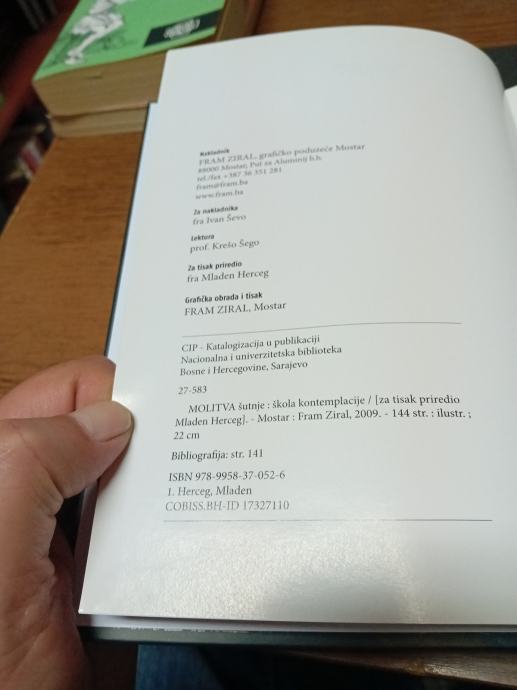 Nakladnik
FRAM ZIRAL, grafičko poduzeće Mostar
88000 Mostar, Put za Aluminij b.b.
tel./fax +387 36 351 281
fram@fram.ba
www.fram.ba
Za nakladnika
fra Ivan Ševo
Lektura
prof. Krešo Šego
Za tisak priredio
fra Mladen Herceg
Grafička obrada i tisak
FRAM ZIRAL, Mostar
CIP - Katalogizacija u publikaciji
Nacionalna i univerzitetska biblioteka
Bosne i Hercegovine, Sarajevo
27-583
MOLITVA šutnje : škola kontemplacije / [za tisak priredio
Mladen Herceg]. - Mostar : Fram Ziral, 2009. - 144 str. : ilustr. ;
22 cm
Bibliografija: str. 141
ISBN 978-9958-37-052-6
1. Herceg, Mladen
COBISS.BH-ID 17327110